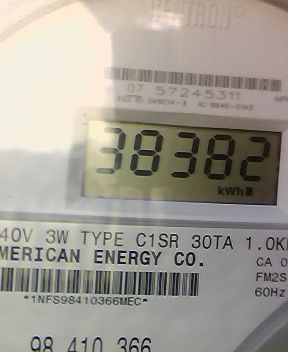 CENTRON®
07 57245311
38382
kWh
40V 3W TYPE C1SR 30TA 1.0K
MERICAN ENERGY CO.
CA 0
FM2S
*1NFS98410366MEC*
60Hz
98 410 366